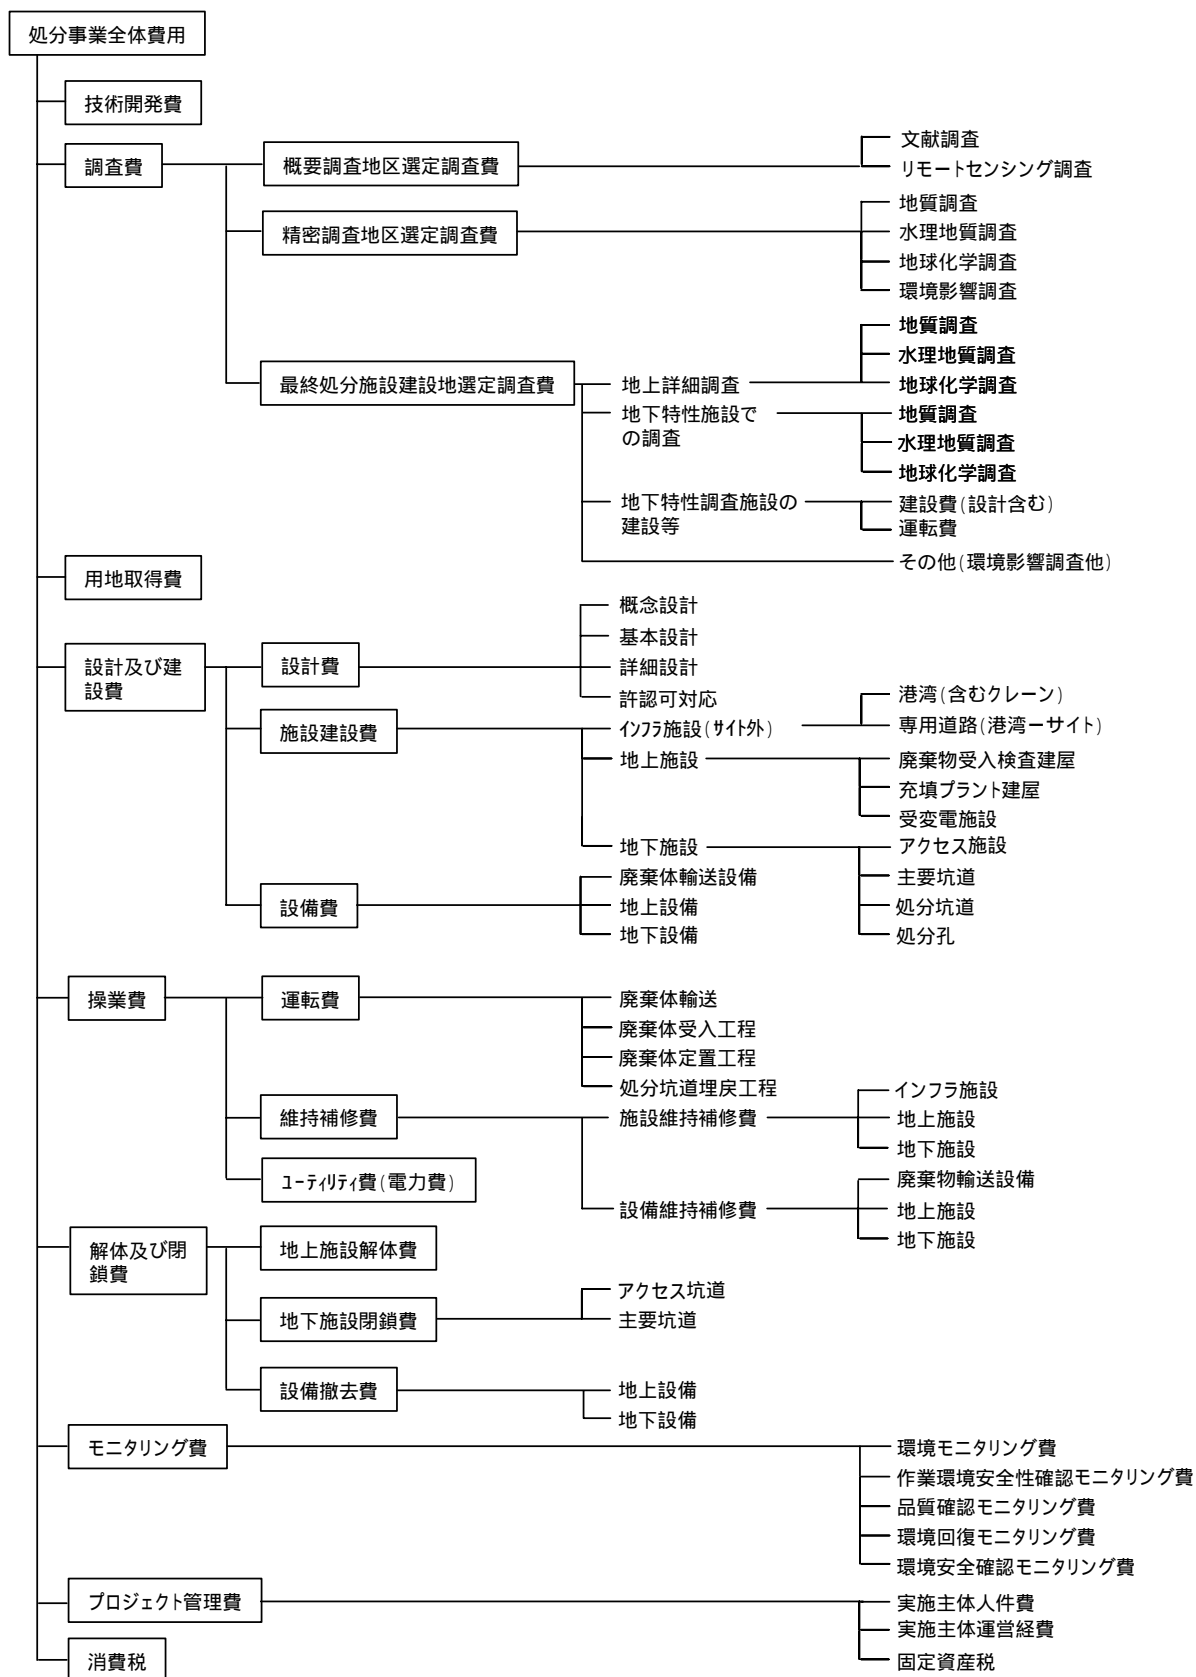 処分事業全体費用
技術開発費
調査費
概要調査地区選定調査費
文献調査
リモートセンシング調査
精密調査地区選定調査費
地質調査
水理地質調査
地球化学調査
環境影響調査
最終処分施設建設地選定調査費
地上詳細調査
地質調査
水理地質調査
地球化学調査
地下特性施設で
の調査
地質調査
水理地質調査
地球化学調査
地下特性調査施設の
建設等
建設費(設計含む)
運転費
その他(環境影響調査他)
用地取得費
設計及び建
設費
設計費
概念設計
基本設計
詳細設計
許認可対応
施設建設費
インフラ施設(サイト外)
港湾(含むクレーン)
専用道路(港湾ーサイト)
地上施設
廃棄物受入検査建屋
充填プラント建屋
受変電施設
地下施設
アクセス施設
主要坑道
処分坑道
処分孔
設備費
廃棄体輸送設備
地上設備
地下設備
操業費
運転費
廃棄体輸送
廃棄体受入工程
廃棄体定置工程
処分坑道埋戻工程
維持補修費
施設維持補修費
インフラ施設
地上施設
地下施設
設備維持補修費
廃棄物輸送設備
地上施設
地下施設
ユーティリティ費(電力費)
解体及び閉
鎖費
地上施設解体費
地下施設閉鎖費
アクセス坑道
主要坑道
設備撤去費
地上設備
地下設備
モニタリング費
環境モニタリング費
作業環境安全性確認モニタリング費
品質確認モニタリング費
環境回復モニタリング費
環境安全確認モニタリング費
プロジェクト管理費
実施主体人件費
実施主体運営経費
固定資産税
消費税